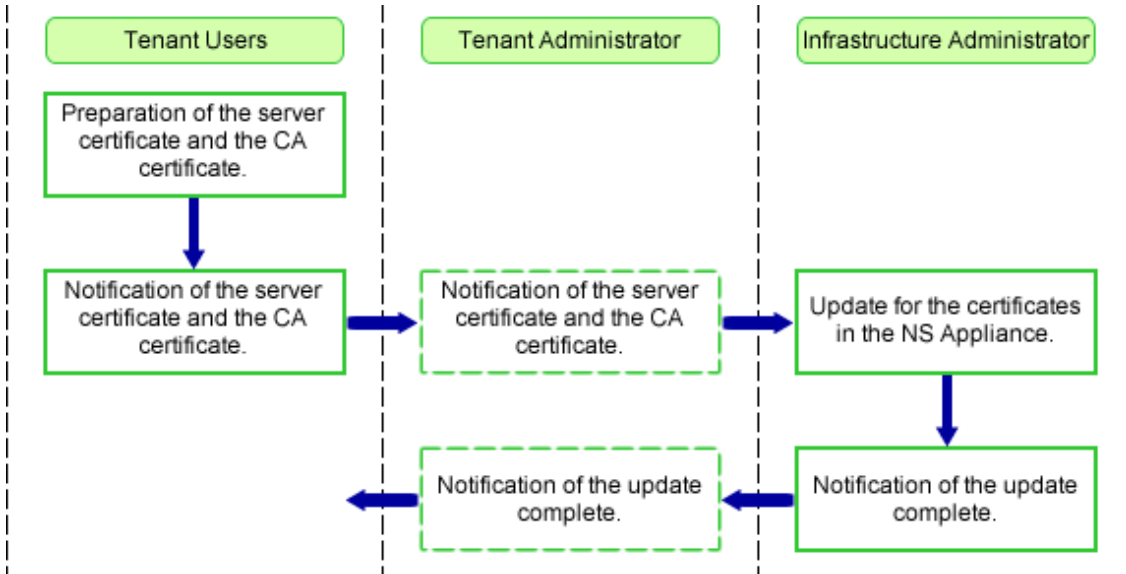 Tenant Users
Tenant Administrator
Infrastructure Administrator
Preparation of the server
certificate and the CA
certificate.
Notification of the server
certificate and the CA
certificate.
Notification of the server
certificate and the CA
certificate.
Update for the certificates
in the NS Appliance.
Notification of the update
complete.
Notification of the update
complete.